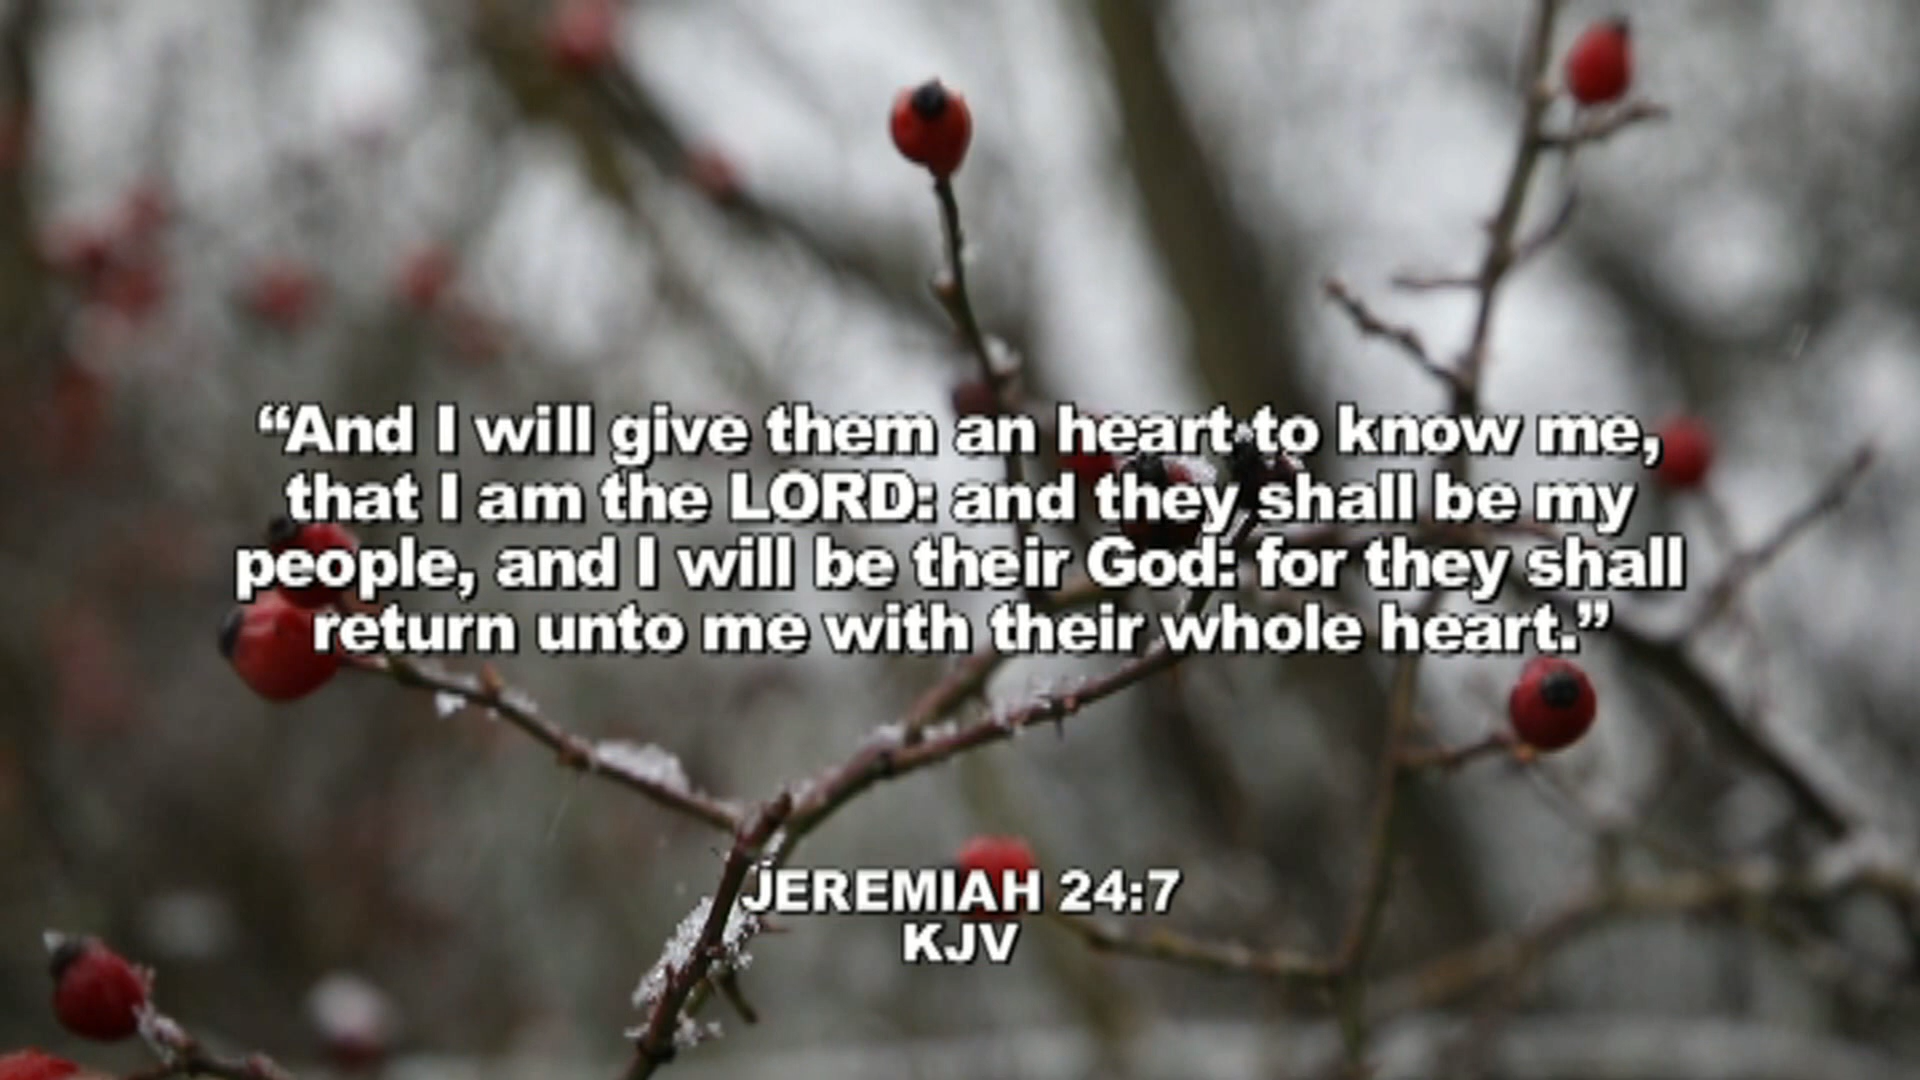 “And I will give them an heart to know me,
that I am the LORD: and they shall be my
people, and I will be their God: for they shall
return unto me with their whole heart.”
JEREMIAH 24:7
KJV